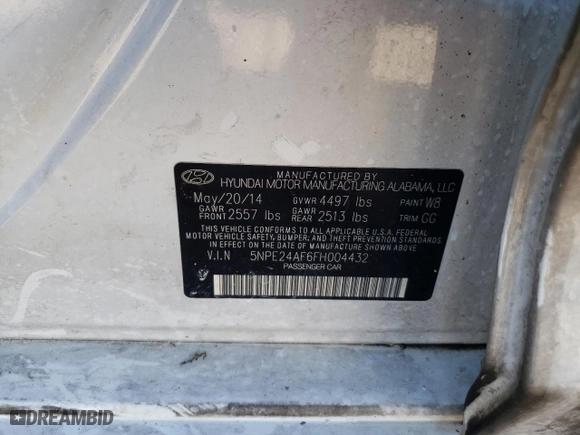 MANUFACTURED BY
HYUNDAI MOTOR MANUFACTURING ALABAMA, LLC
May/20/14 GVWR 4497 lbs PAINT W8
GAWR FRONT 2557 lbs GAWR REAR 2513 lbs TRIM GG
THIS VEHICLE CONFORMS TO ALL APPLICABLE U.S. FEDERAL MOTOR
VEHICLE SAFETY, BUMPER, AND THEFT PREVENTION STANDARDS
IN EFFECT ON THE DATE OF MANUFACTURE SHOWN ABOVE.
V.I.N 5NPE24AF6FH004432
PASSENGER CAR
DREAMBID